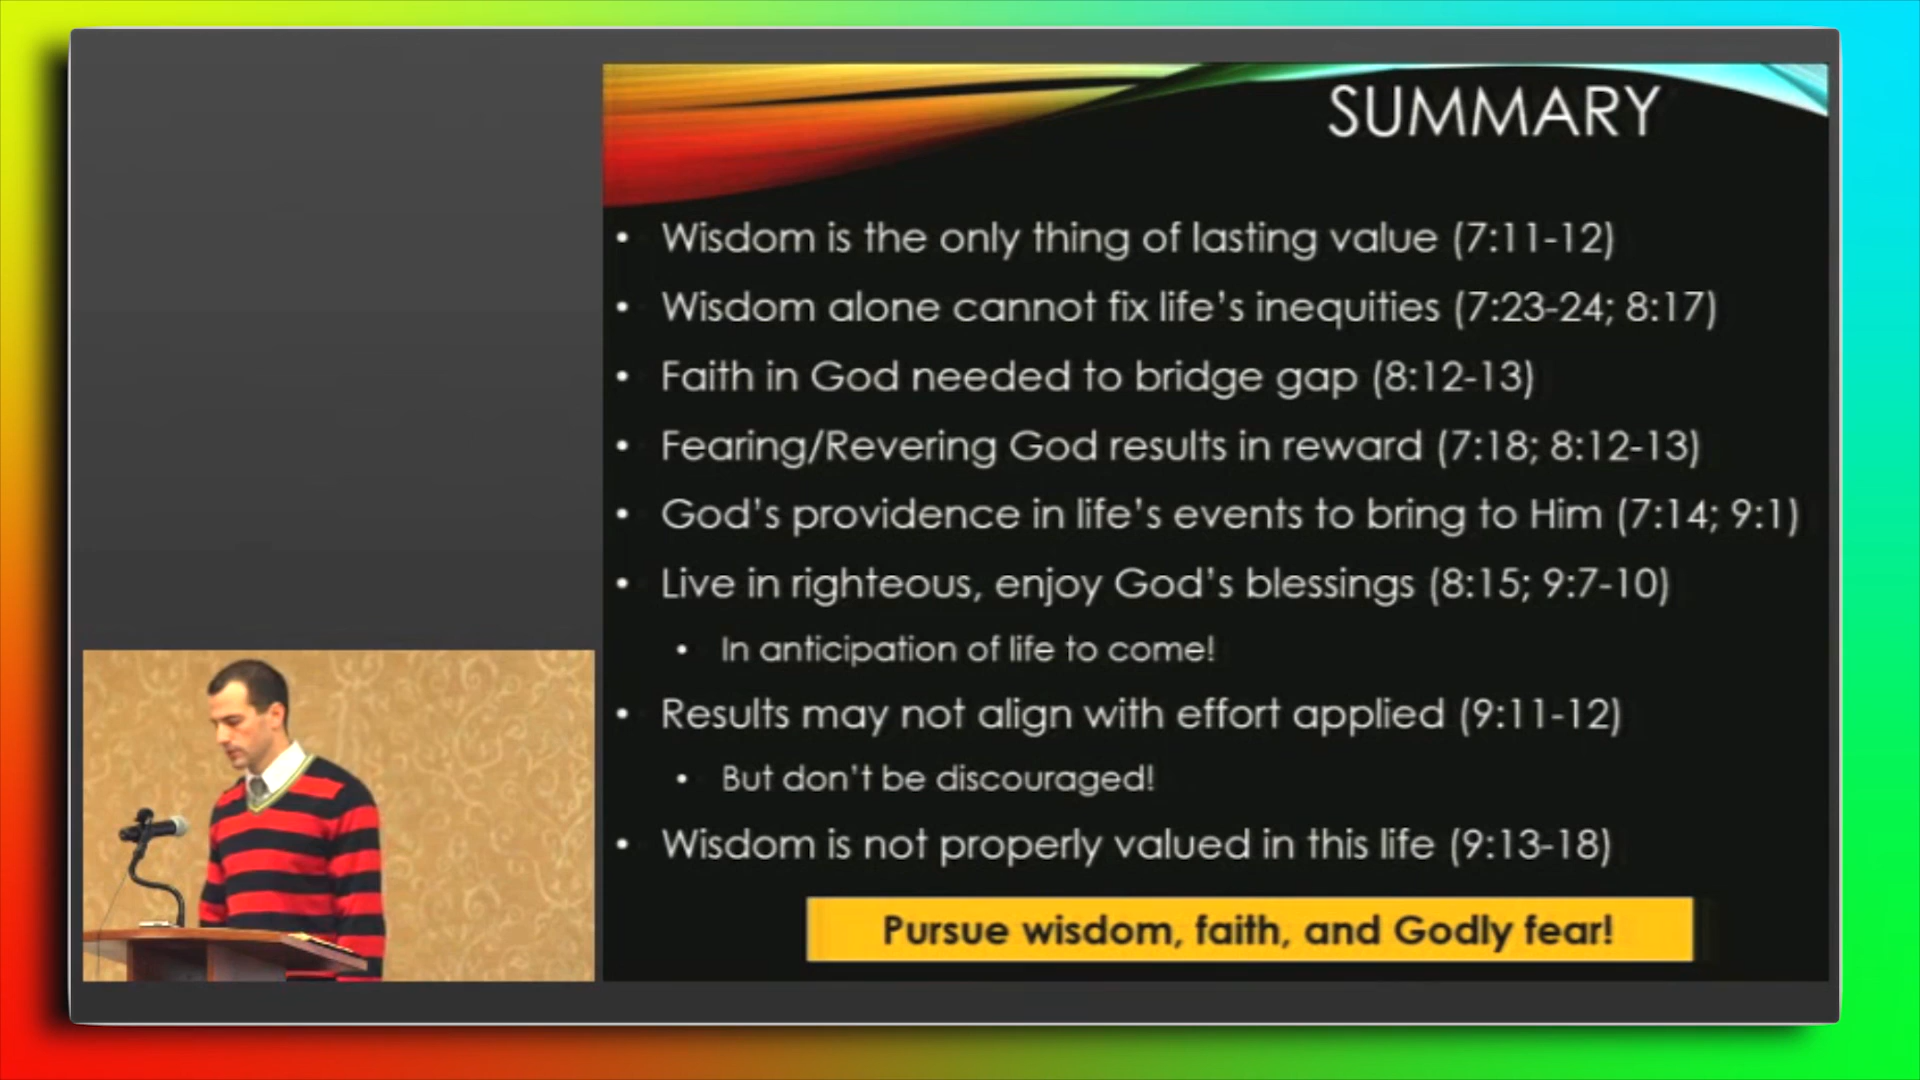 SUMMARY
• Wisdom is the only thing of lasting value (7:11-12)
• Wisdom alone cannot fix life's inequities (7:23-24; 8:17)
• Faith in God needed to bridge gap (8:12-13)
• Fearing/Revering God results in reward (7:18; 8:12-13)
• God's providence in life's events to bring to Him (7:14; 9:1)
• Live in righteous, enjoy God's blessings (8:15; 9:7-10)
• In anticipation of life to come!
• Results may not align with effort applied (9:11-12)
• But don't be discouraged!
• Wisdom is not properly valued in this life (9:13-18)
Pursue wisdom, faith, and Godly fear!